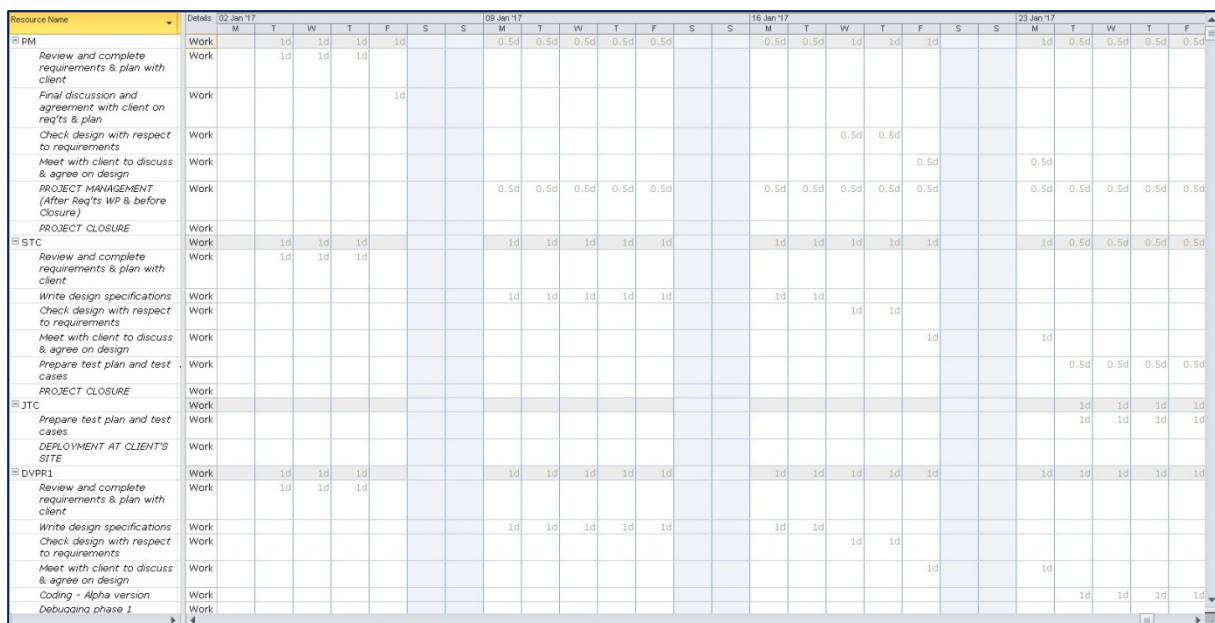 Resource Name Details 02 Jan '17 09 Jan '17 16 Jan '17 23 Jan '17
M T W T F S S M T W T F S S M T W T F S S M T W T F
PM Work 1d 1d 1d 1d 0.5d 0.5d 0.5d 0.5d 0.5d 0.5d 0.5d 1d 1d 1d 1d 0.5d 0.5d 0.5d 0.5d
Review and complete Work 1d 1d 1d
requirements & plan with
client
Final discussion and Work 1d
agreement with client on
req'ts & plan
Check design with respect Work 0.5d 0.5d
to requirements
Meet with client to discuss Work 0.5d 0.5d
& agree on design
PROJECT MANAGEMENT Work 0.5d 0.5d 0.5d 0.5d 0.5d 0.5d 0.5d 0.5d 0.5d 0.5d 0.5d 0.5d 0.5d 0.5d 0.5d
(After Req'ts WP & before
Closure)
PROJECT CLOSURE Work
STC Work 1d 1d 1d 1d 1d 1d 1d 1d 1d 1d 1d 1d 1d 1d 0.5d 0.5d 0.5d 0.5d
Review and complete Work 1d 1d 1d
requirements & plan with
client
Write design specifications Work 1d 1d 1d 1d 1d 1d 1d
Check design with respect Work 1d 1d
to requirements
Meet with client to discuss Work 1d 1d
& agree on design
Prepare test plan and test Work 0.5d 0.5d 0.5d 0.5d
cases
PROJECT CLOSURE Work
JTC Work 1d 1d 1d 1d
Prepare test plan and test Work 1d 1d 1d 1d
cases
DEPLOYMENT AT CLIENT'S Work
SITE
DVPR1 Work 1d 1d 1d 1d 1d 1d 1d 1d 1d 1d 1d 1d 1d 1d 1d 1d 1d 1d
Review and complete Work 1d 1d 1d
requirements & plan with
client
Write design specifications Work 1d 1d 1d 1d 1d 1d 1d
Check design with respect Work 1d 1d
to requirements
Meet with client to discuss Work 1d 1d
& agree on design
Coding - Alpha version Work 1d 1d 1d 1d
Debugging phase 1 Work